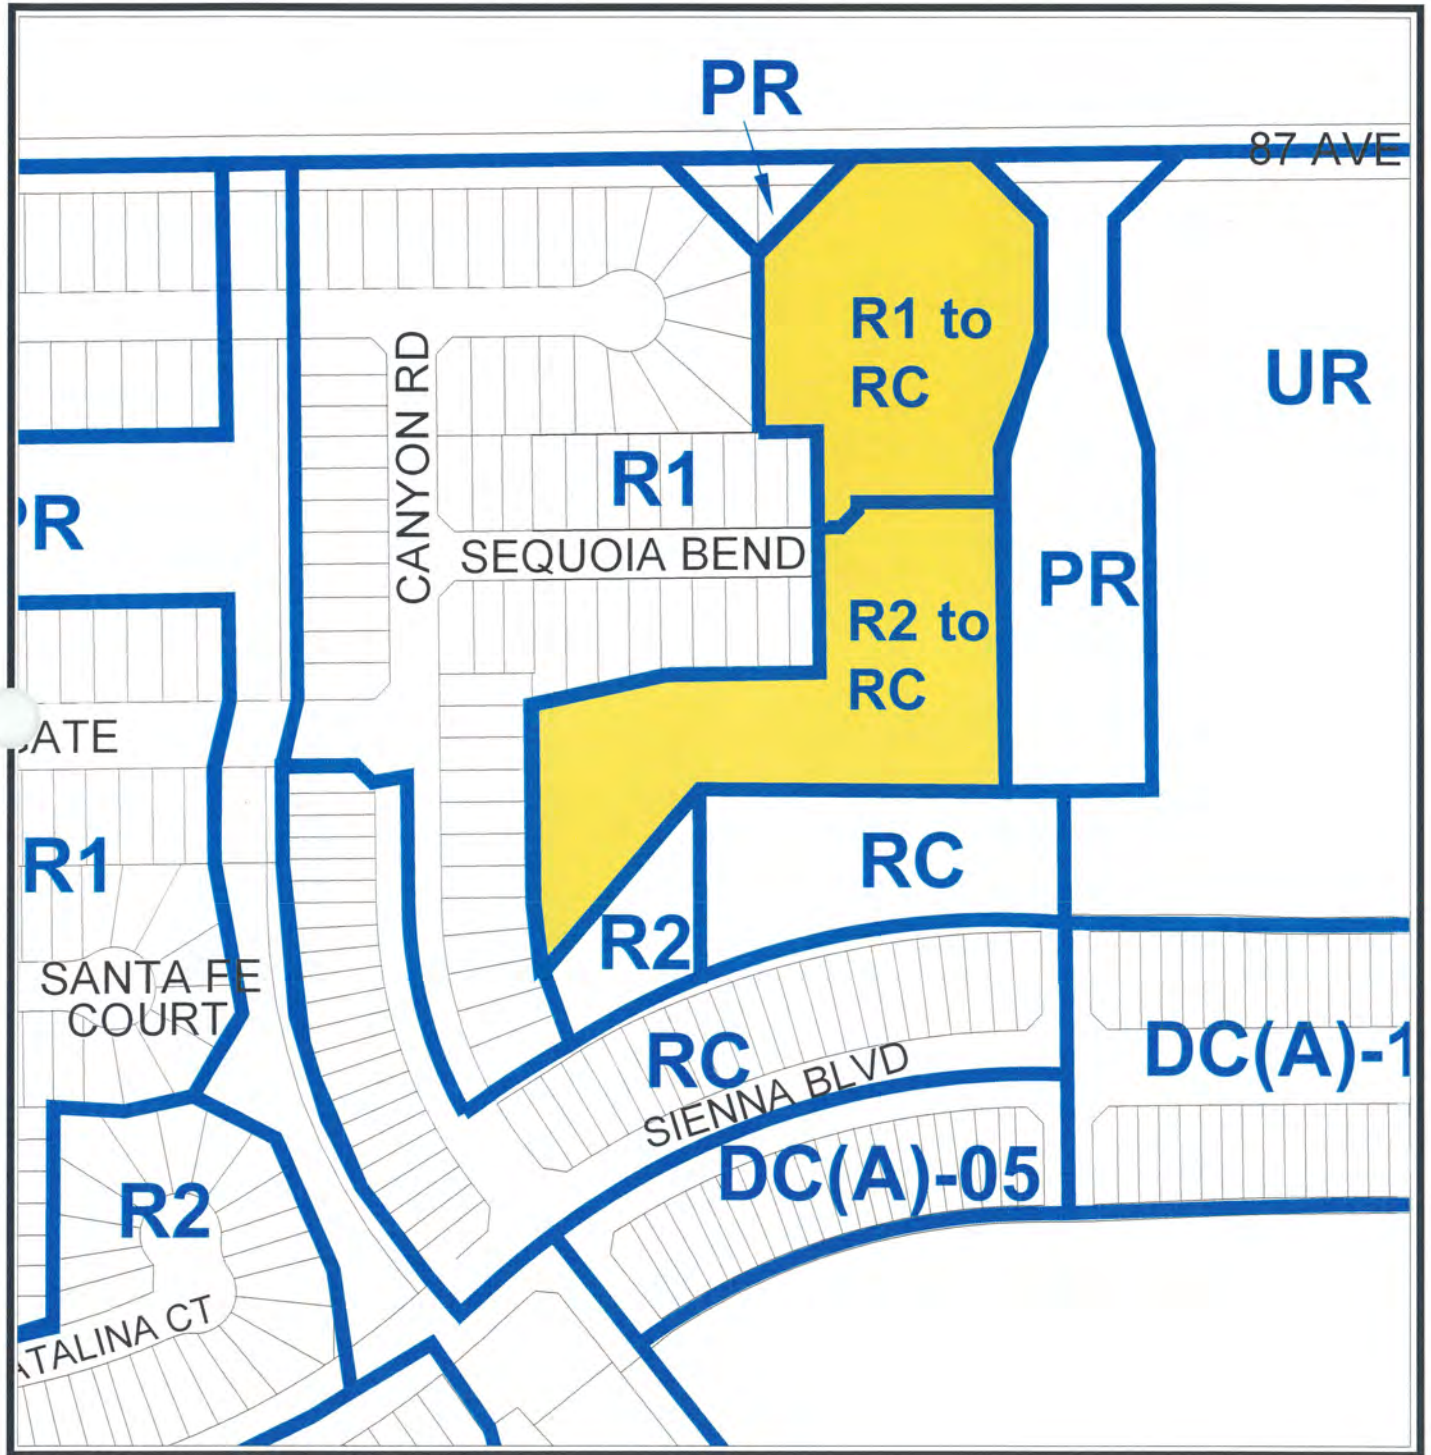 PR
87 AVE
R1 to
RC
UR
CANYON RD
R1
PR
SEQUOIA BEND
PR
R2 to
RC
ATE
R1
RC
R2
SANTA FE
COURT
RC
SIENNA BLVD
DC(A)-1
DC(A)-05
R2
ATALINA CT